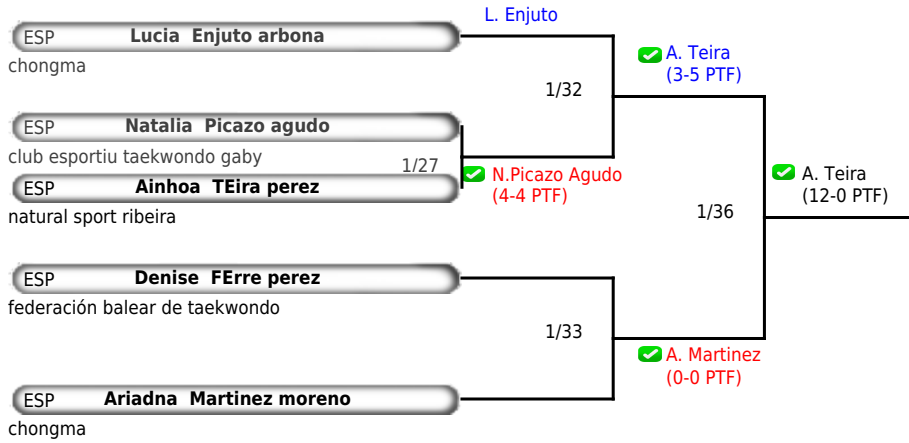 L. Enjuto
ESP Lucia Enjuto arbona
chongma
A. Teira
(3-5 PTF)
1/32
ESP Natalia Picazo agudo
club esportiu taekwondo gaby
1/27
N.Picazo Agudo
(4-4 PTF)
ESP Ainhoa TEira perez
natural sport ribeira
A. Teira
(12-0 PTF)
1/36
ESP Denise FErre perez
federación balear de taekwondo
1/33
A. Martinez
(0-0 PTF)
ESP Ariadna Martinez moreno
chongma